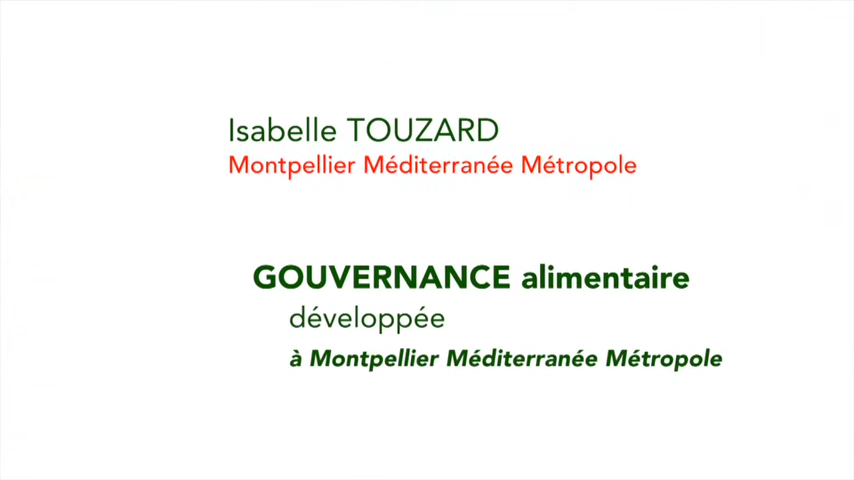 Isabelle TOUZARD
Montpellier Méditerranée Métropole
GOUVERNANCE alimentaire
développée
à Montpellier Méditerranée Métropole